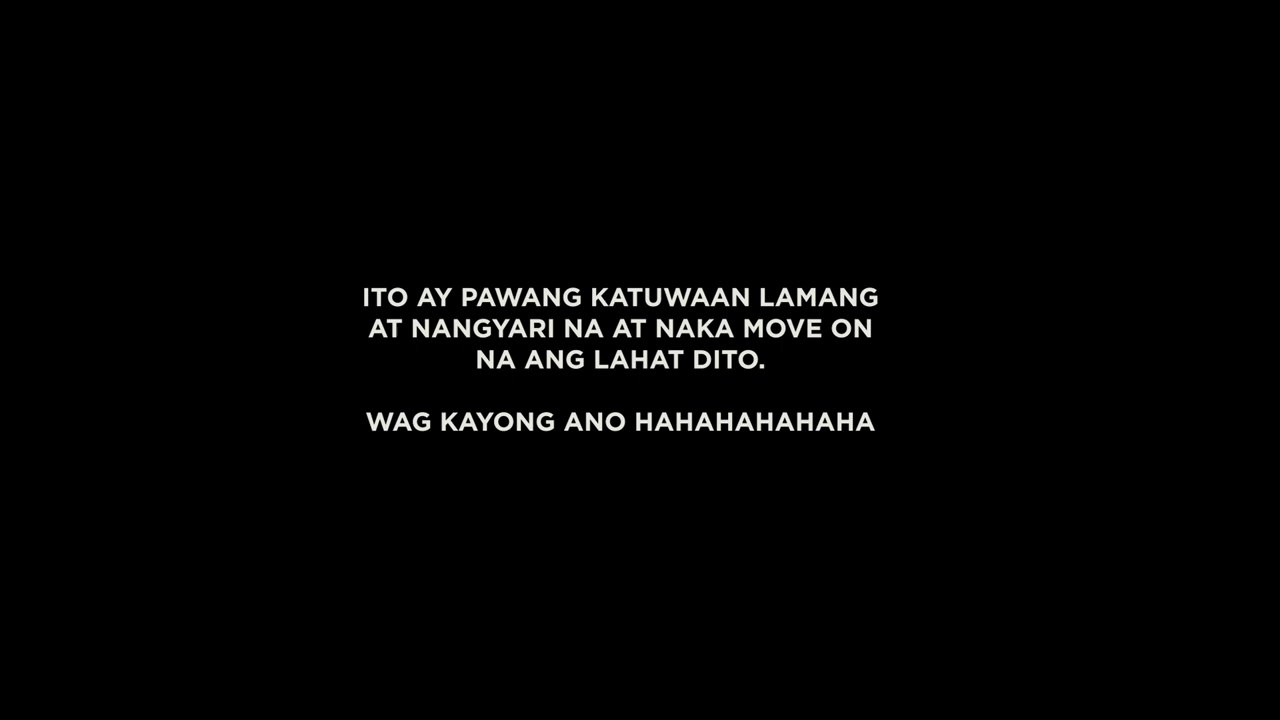 ITO AY PAWANG KATUWAAN LAMANG
AT NANGYARI NA AT NAKA MOVE ON
NA ANG LAHAT DITO.
WAG KAYONG ANO HAHAHAHAHAHA